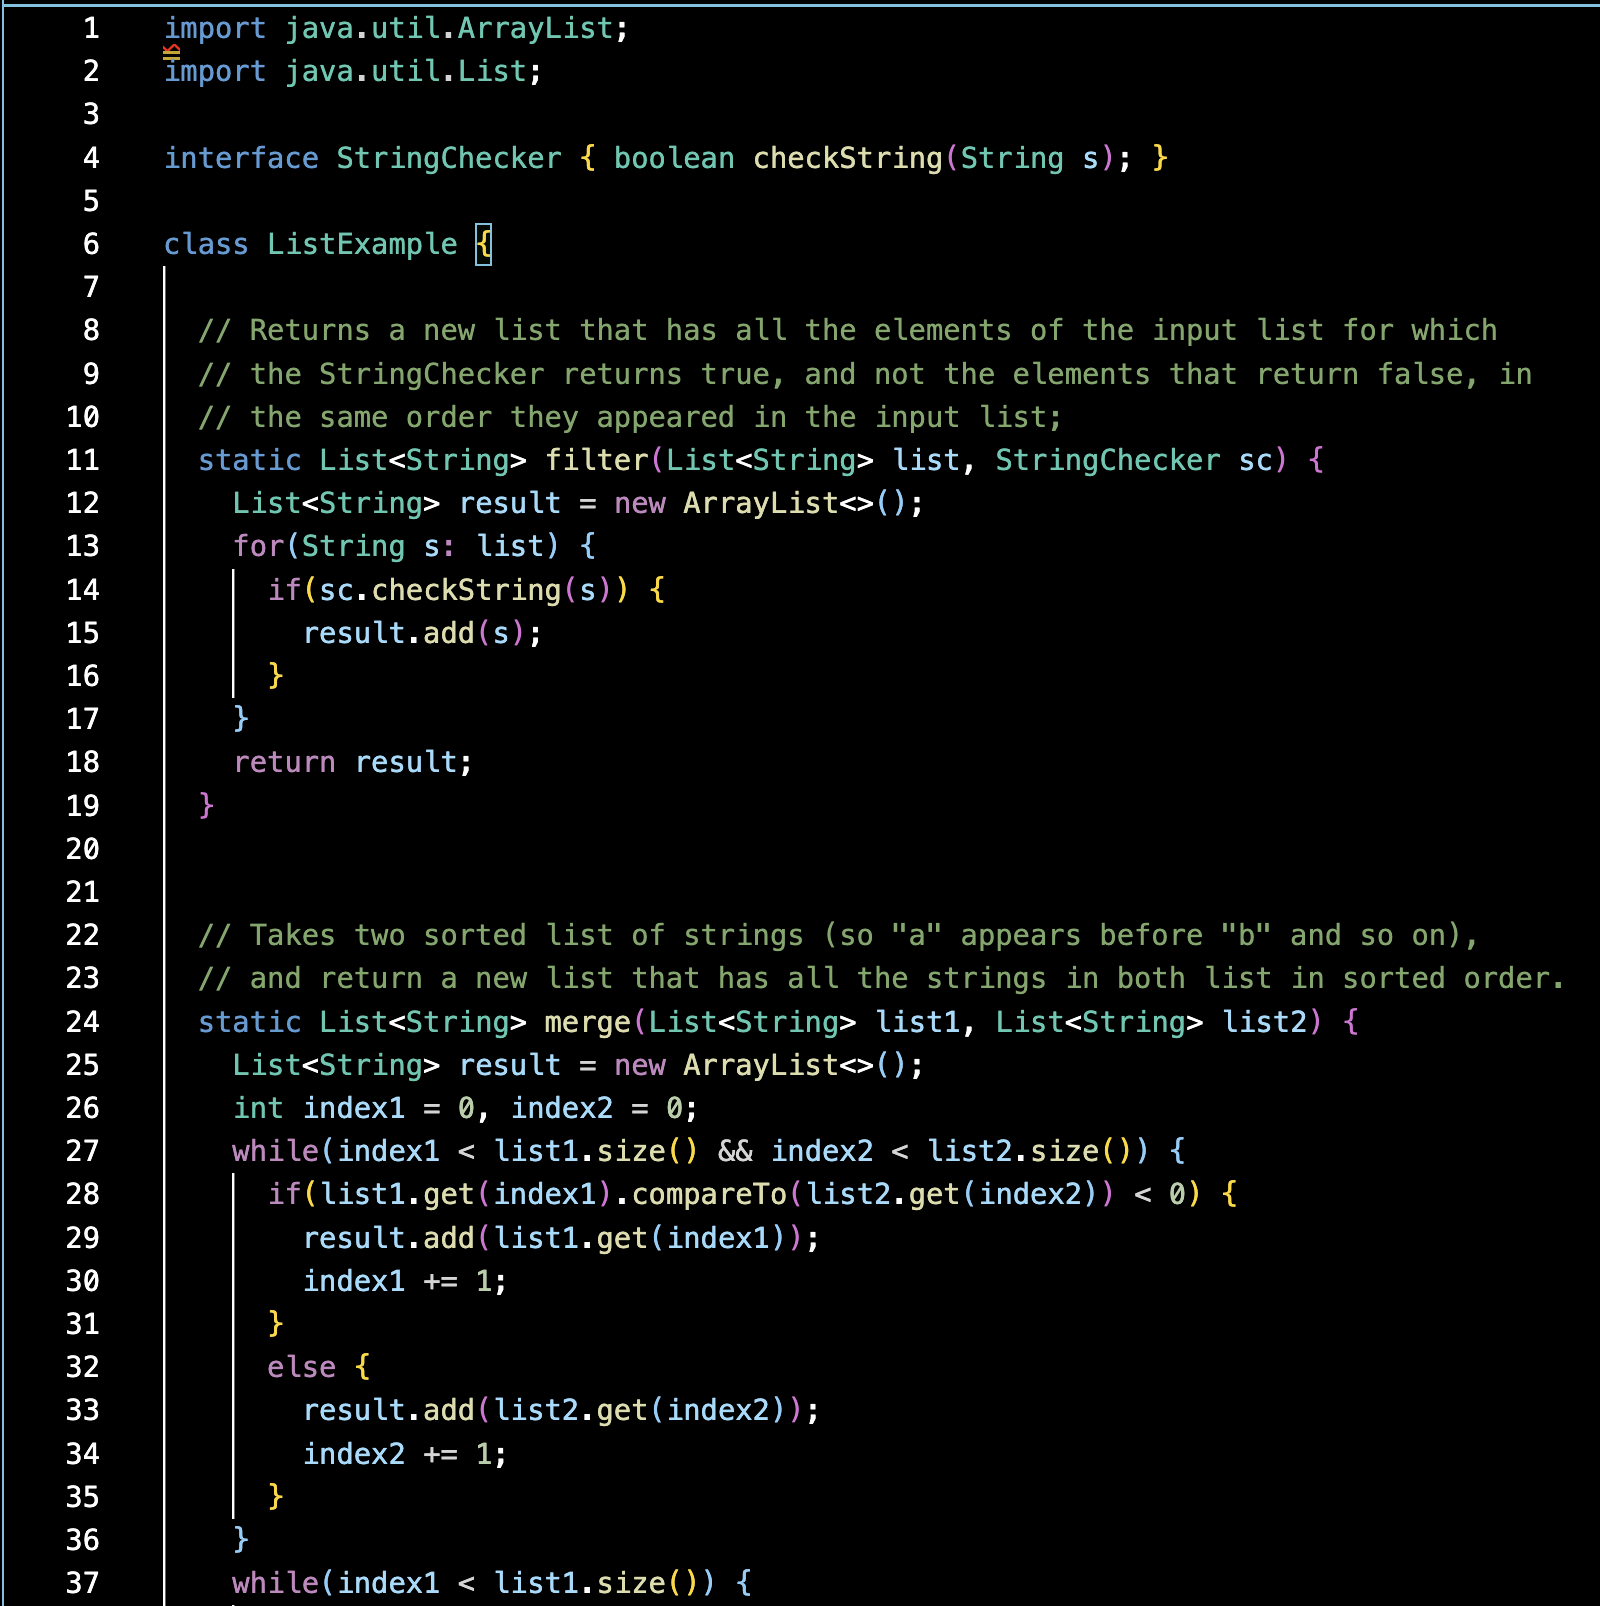 1 import java.util.ArrayList;
2 import java.util.List;
3
4 interface StringChecker { boolean checkString(String s); }
5
6 class ListExample {
7
8   // Returns a new list that has all the elements of the input list for which
9   // the StringChecker returns true, and not the elements that return false, in
10   // the same order they appeared in the input list;
11   static List<String> filter(List<String> list, StringChecker sc) {
12     List<String> result = new ArrayList<>();
13     for(String s: list) {
14       if(sc.checkString(s)) {
15         result.add(s);
16       }
17     }
18     return result;
19   }
20
21
22   // Takes two sorted list of strings (so "a" appears before "b" and so on),
23   // and return a new list that has all the strings in both list in sorted order.
24   static List<String> merge(List<String> list1, List<String> list2) {
25     List<String> result = new ArrayList<>();
26     int index1 = 0, index2 = 0;
27     while(index1 < list1.size() && index2 < list2.size()) {
28       if(list1.get(index1).compareTo(list2.get(index2)) < 0) {
29         result.add(list1.get(index1));
30         index1 += 1;
31       }
32       else {
33         result.add(list2.get(index2));
34         index2 += 1;
35       }
36     }
37     while(index1 < list1.size()) {